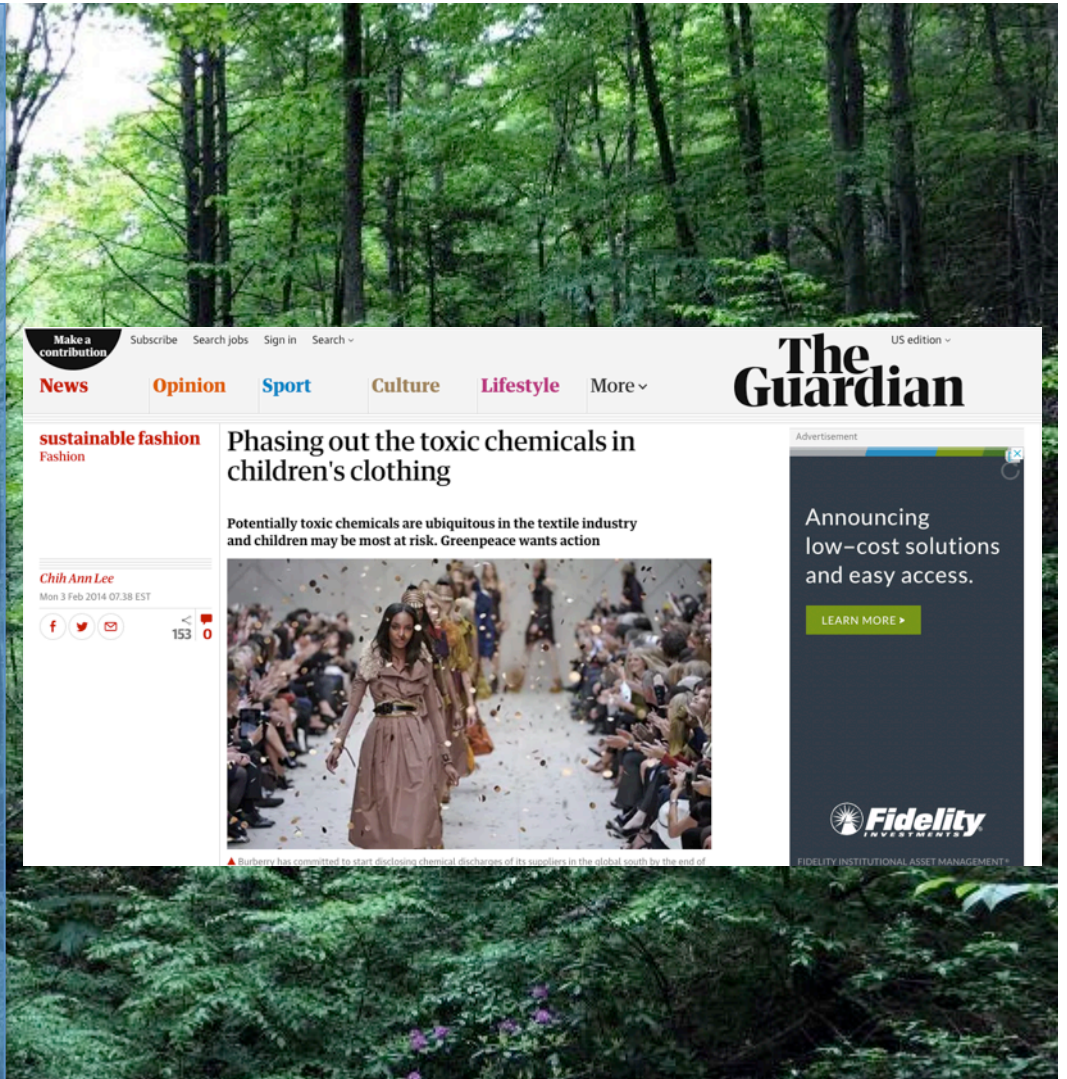 Make a
contribution
Subscribe Search jobs Sign in Search
US edition
The
Guardian
News Opinion Sport Culture Lifestyle More
sustainable fashion
Fashion
Phasing out the toxic chemicals in
children's clothing
Potentially toxic chemicals are ubiquitous in the textile industry
and children may be most at risk. Greenpeace wants action
Chih Ann Lee
Mon 3 Feb 2014 07.38 EST
153 0
Burberry has committed to start disclosing chemical discharges of its suppliers in the global south by the end of
Advertisement
Announcing
low-cost solutions
and easy access.
LEARN MORE
Fidelity
INVESTMENTS
FIDELITY INSTITUTIONAL ASSET MANAGEMENT®